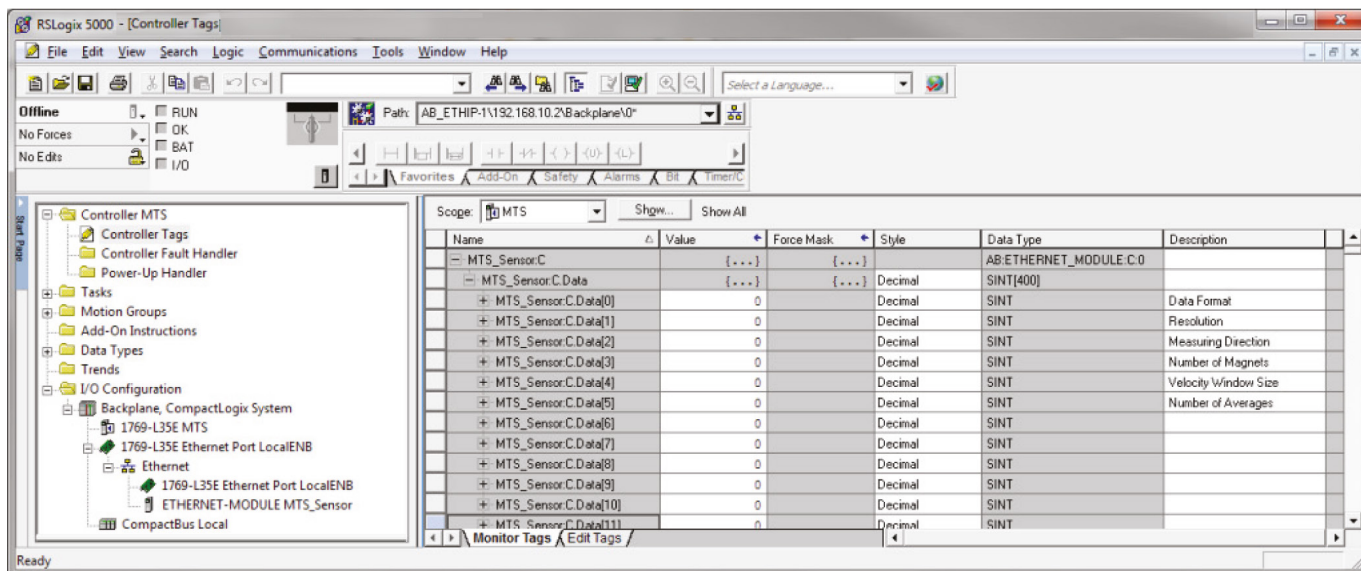 RSLogix 5000 - [Controller Tags]
File Edit View Search Logic Communications Tools Window Help
Select a Language...
Offline
RUN
No Forces
OK
No Edits
BAT
I/O
Path: AB_ETHIP-1\192.168.10.2\Backplane\0*
Favorites Add-On Safety Alarms Bit Timer/C
Start Page
Controller MTS
Controller Tags
Controller Fault Handler
Power-Up Handler
Tasks
Motion Groups
Add-On Instructions
Data Types
Trends
I/O Configuration
Backplane, CompactLogix System
1769-L35E MTS
1769-L35E Ethernet Port LocalENB
Ethernet
1769-L35E Ethernet Port LocalENB
ETHERNET-MODULE MTS_Sensor
CompactBus Local
Scope: MTS Show... Show All
Name Value Force Mask Style Data Type Description
MTS_Sensor:C {...} {...} AB:ETHERNET_MODULE:C:0
MTS_Sensor:C.Data {...} {...} Decimal SINT[400]
MTS_Sensor:C.Data[0] 0 Decimal SINT Data Format
MTS_Sensor:C.Data[1] 0 Decimal SINT Resolution
MTS_Sensor:C.Data[2] 0 Decimal SINT Measuring Direction
MTS_Sensor:C.Data[3] 0 Decimal SINT Number of Magnets
MTS_Sensor:C.Data[4] 0 Decimal SINT Velocity Window Size
MTS_Sensor:C.Data[5] 0 Decimal SINT Number of Averages
MTS_Sensor:C.Data[6] 0 Decimal SINT
MTS_Sensor:C.Data[7] 0 Decimal SINT
MTS_Sensor:C.Data[8] 0 Decimal SINT
MTS_Sensor:C.Data[9] 0 Decimal SINT
MTS_Sensor:C.Data[10] 0 Decimal SINT
MTS_Sensor:C.Data[11] 0 Decimal SINT
Monitor Tags Edit Tags
Ready